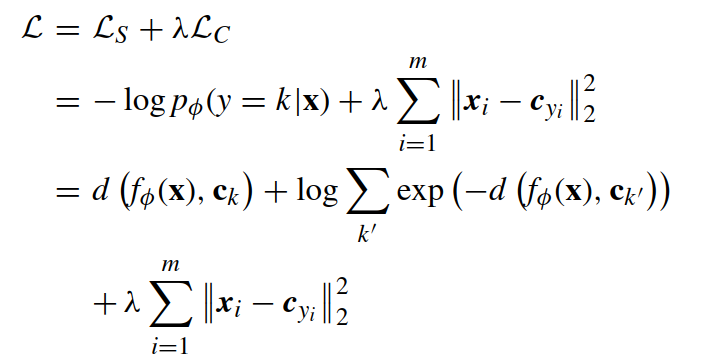 ℒ = ℒ_S + λℒ_C
= − log p_ϕ(y = k|𝐱) + λ ∑_{i=1}^{m} ‖𝒙_i − 𝒄_{y_i}‖_2^2
= d (f_ϕ(𝐱), 𝐜_k) + log ∑_{k′} exp (−d (f_ϕ(𝐱), 𝐜_{k′}))
+ λ ∑_{i=1}^{m} ‖𝒙_i − 𝒄_{y_i}‖_2^2